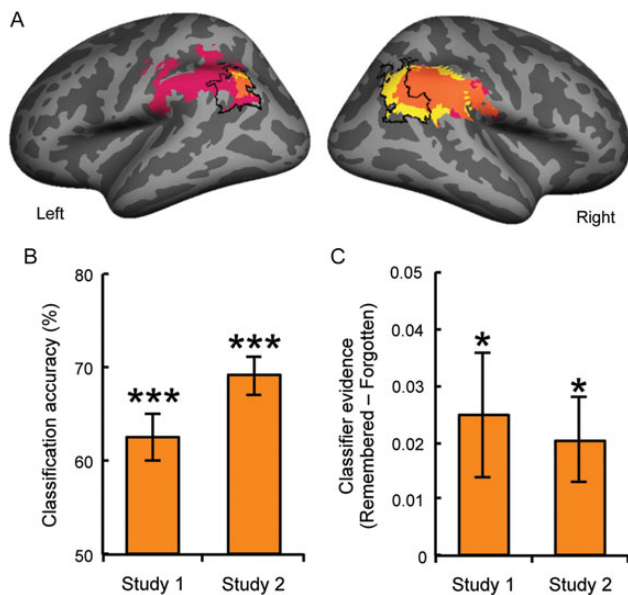 A
Left
Right
B
Classification accuracy (%)
80
70
60
50
***
***
Study 1
Study 2
C
Classifier evidence
(Remembered – Forgotten)
0.05
0.04
0.03
0.02
0.01
0
*
*
Study 1
Study 2